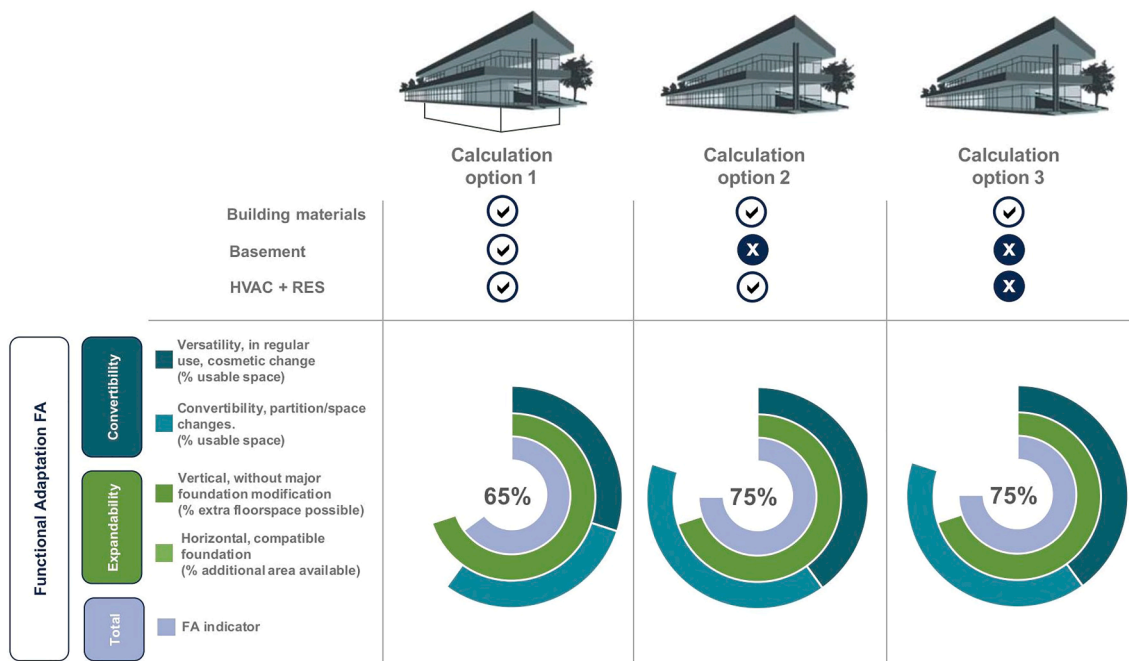 Calculation
option 1
Calculation
option 2
Calculation
option 3
Building materials
Basement
X
X
HVAC + RES
X
Functional Adaptation FA
Convertibility
Versatility, in regular
use, cosmetic change
(% usable space)
Convertibility, partition/space
changes.
(% usable space)
Expandability
Vertical, without major
foundation modification
(% extra floorspace possible)
Horizontal, compatible
foundation
(% additional area available)
Total
FA indicator
65%
75%
75%